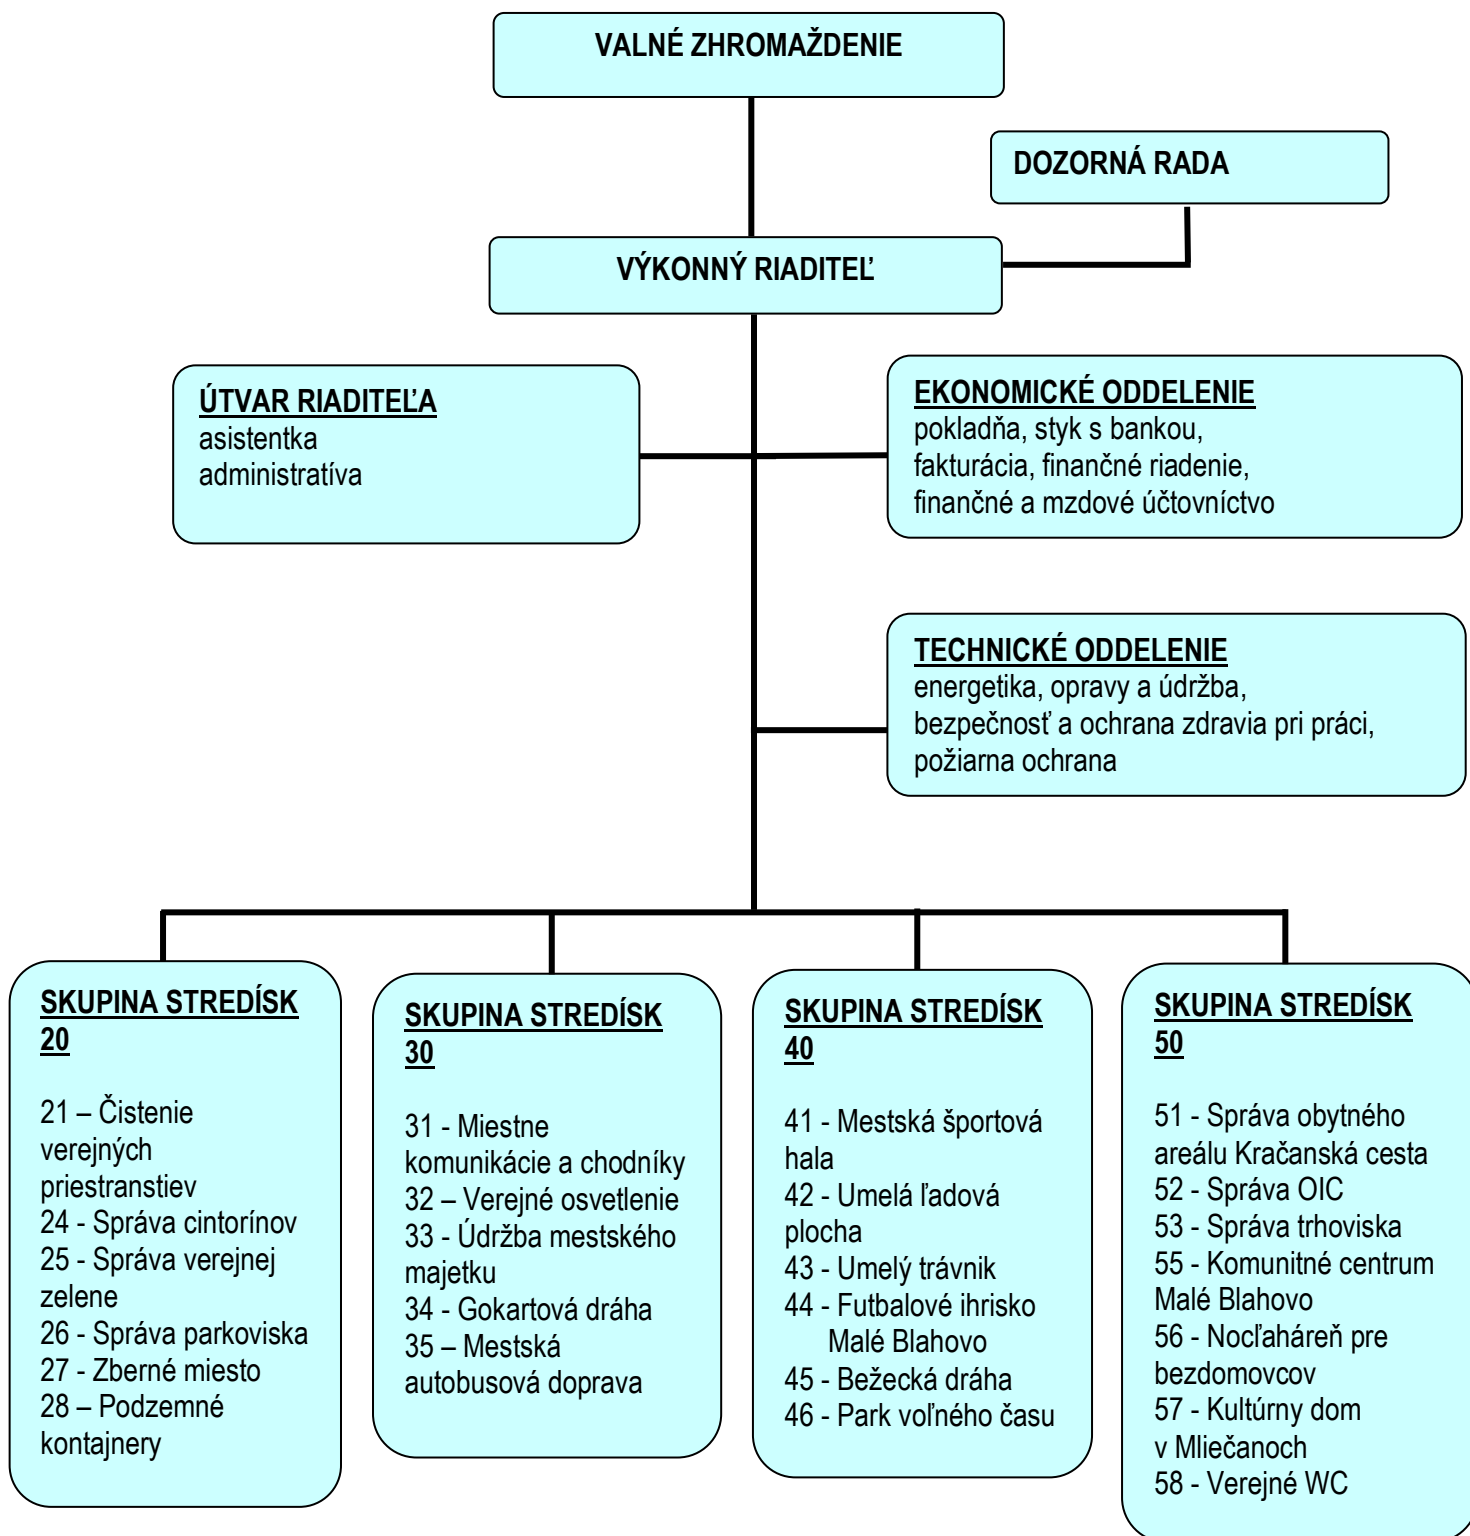 VALNÉ ZHROMAŽDENIE
DOZORNÁ RADA
VÝKONNÝ RIADITEĽ
ÚTVAR RIADITEĽA
asistentka
administratíva
EKONOMICKÉ ODDELENIE
pokladňa, styk s bankou,
fakturácia, finančné riadenie,
finančné a mzdové účtovníctvo
TECHNICKÉ ODDELENIE
energetika, opravy a údržba,
bezpečnosť a ochrana zdravia pri práci,
požiarna ochrana
SKUPINA STREDÍSK
20
21 – Čistenie
verejných
priestranstiev
24 - Správa cintorínov
25 - Správa verejnej
zelene
26 - Správa parkoviska
27 - Zberné miesto
28 – Podzemné
kontajnery
SKUPINA STREDÍSK
30
31 - Miestne
komunikácie a chodníky
32 – Verejné osvetlenie
33 - Údržba mestského
majetku
34 - Gokartová dráha
35 – Mestská
autobusová doprava
SKUPINA STREDÍSK
40
41 - Mestská športová
hala
42 - Umelá ľadová
plocha
43 - Umelý trávnik
44 - Futbalové ihrisko
Malé Blahovo
45 - Bežecká dráha
46 - Park voľného času
SKUPINA STREDÍSK
50
51 - Správa obytného
areálu Kračanská cesta
52 - Správa OIC
53 - Správa trhoviska
55 - Komunitné centrum
Malé Blahovo
56 - Nocľaháreň pre
bezdomovcov
57 - Kultúrny dom
v Mliečanoch
58 - Verejné WC